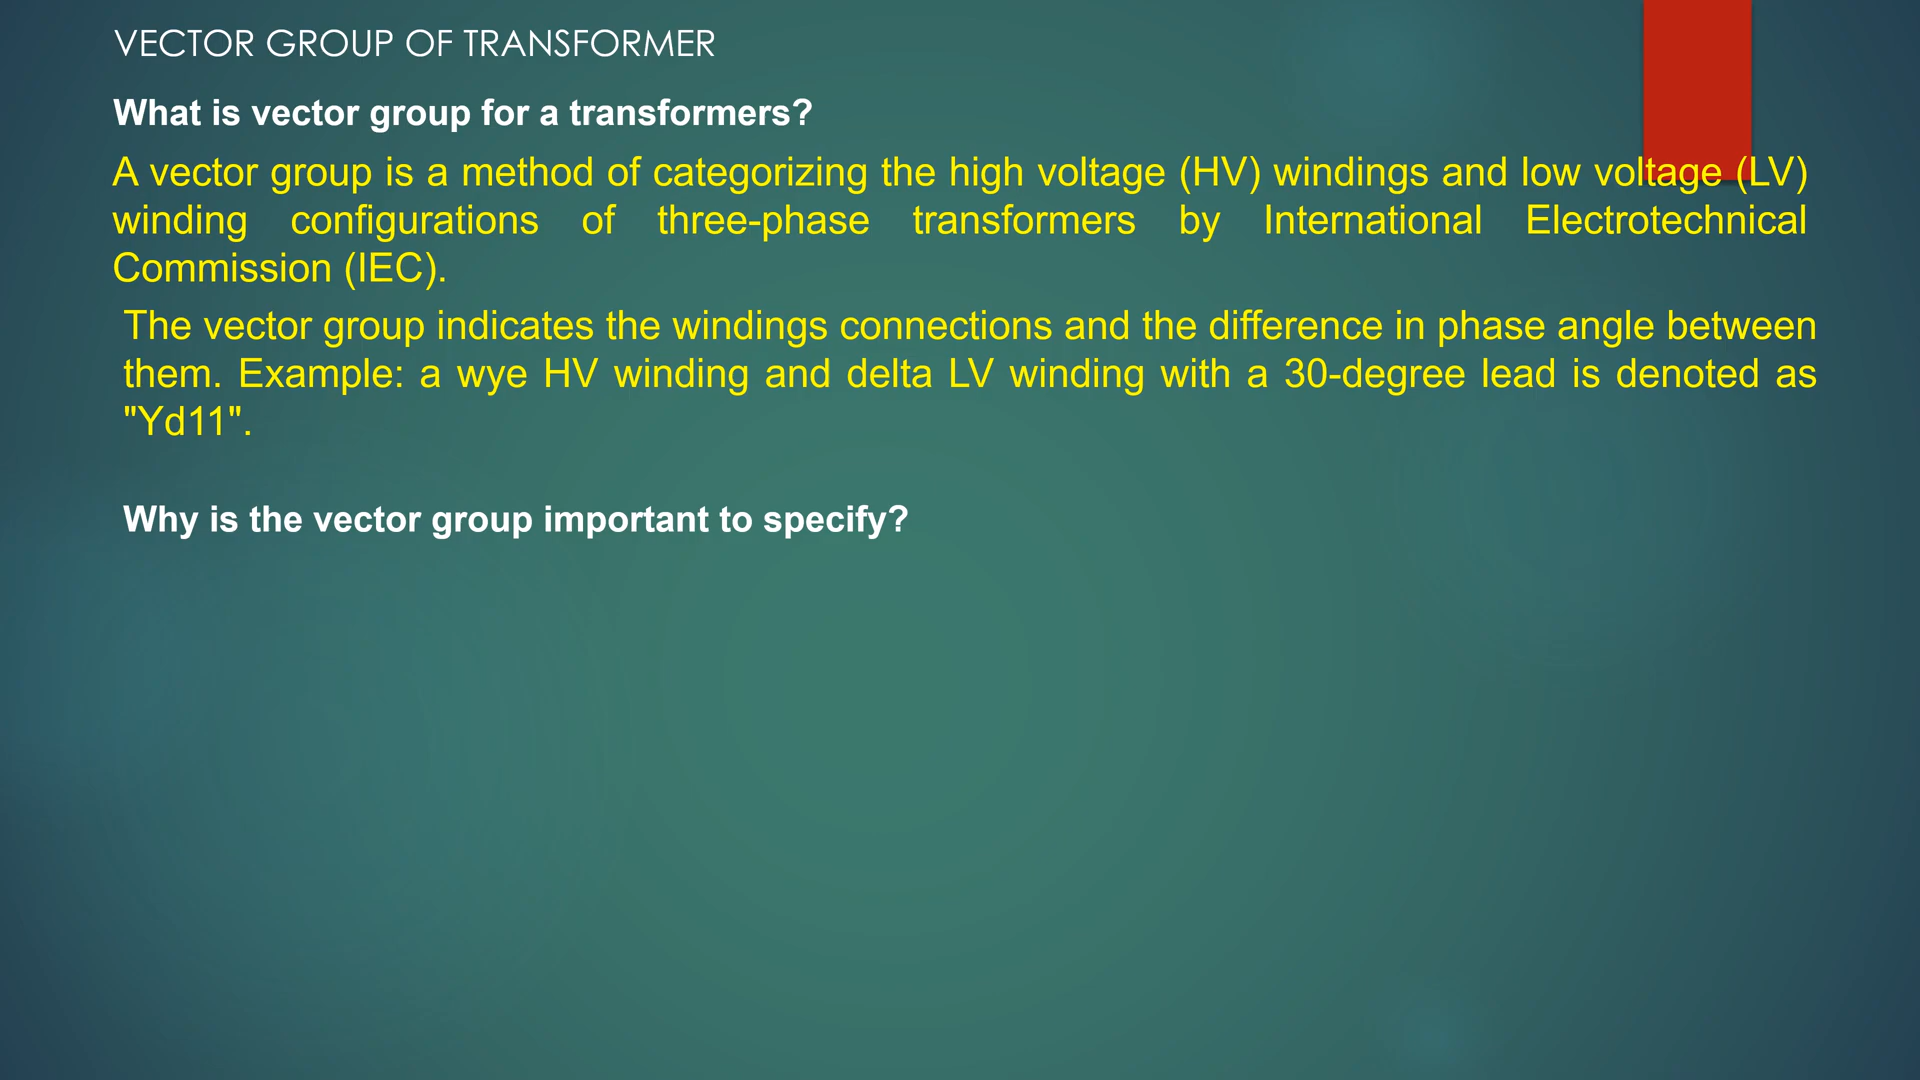 VECTOR GROUP OF TRANSFORMER
What is vector group for a transformers?
A vector group is a method of categorizing the high voltage (HV) windings and low voltage (LV)
winding configurations of three-phase transformers by International Electrotechnical
Commission (IEC).
The vector group indicates the windings connections and the difference in phase angle between
them. Example: a wye HV winding and delta LV winding with a 30-degree lead is denoted as
"Yd11".
Why is the vector group important to specify?